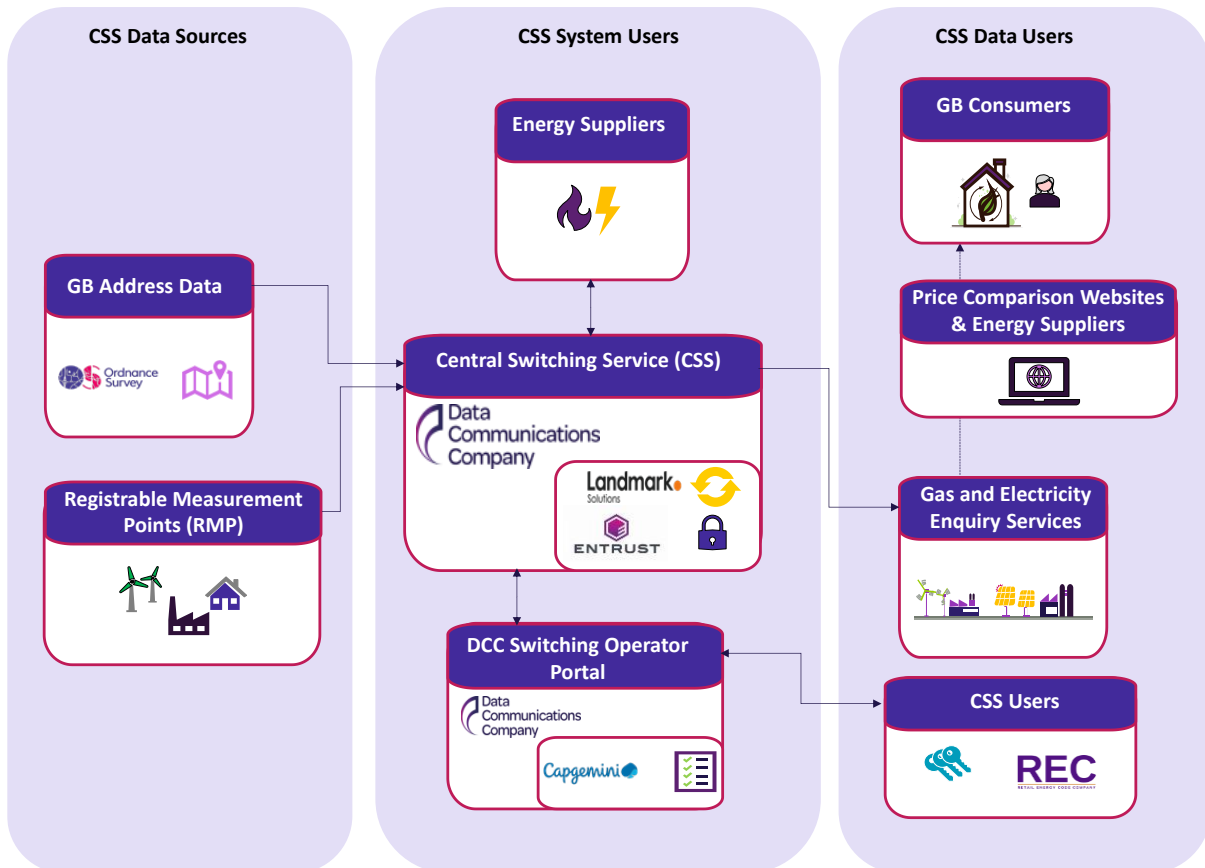 CSS Data Sources
GB Address Data
Ordnance
Survey
Registrable Measurement
Points (RMP)
CSS System Users
Energy Suppliers
Central Switching Service (CSS)
Data
Communications
Company
Landmark
Solutions
ENTRUST
DCC Switching Operator
Portal
Data
Communications
Company
Capgemini
CSS Data Users
GB Consumers
Price Comparison Websites
& Energy Suppliers
Gas and Electricity
Enquiry Services
CSS Users
REC
RETAIL ENERGY CODE COMPANY